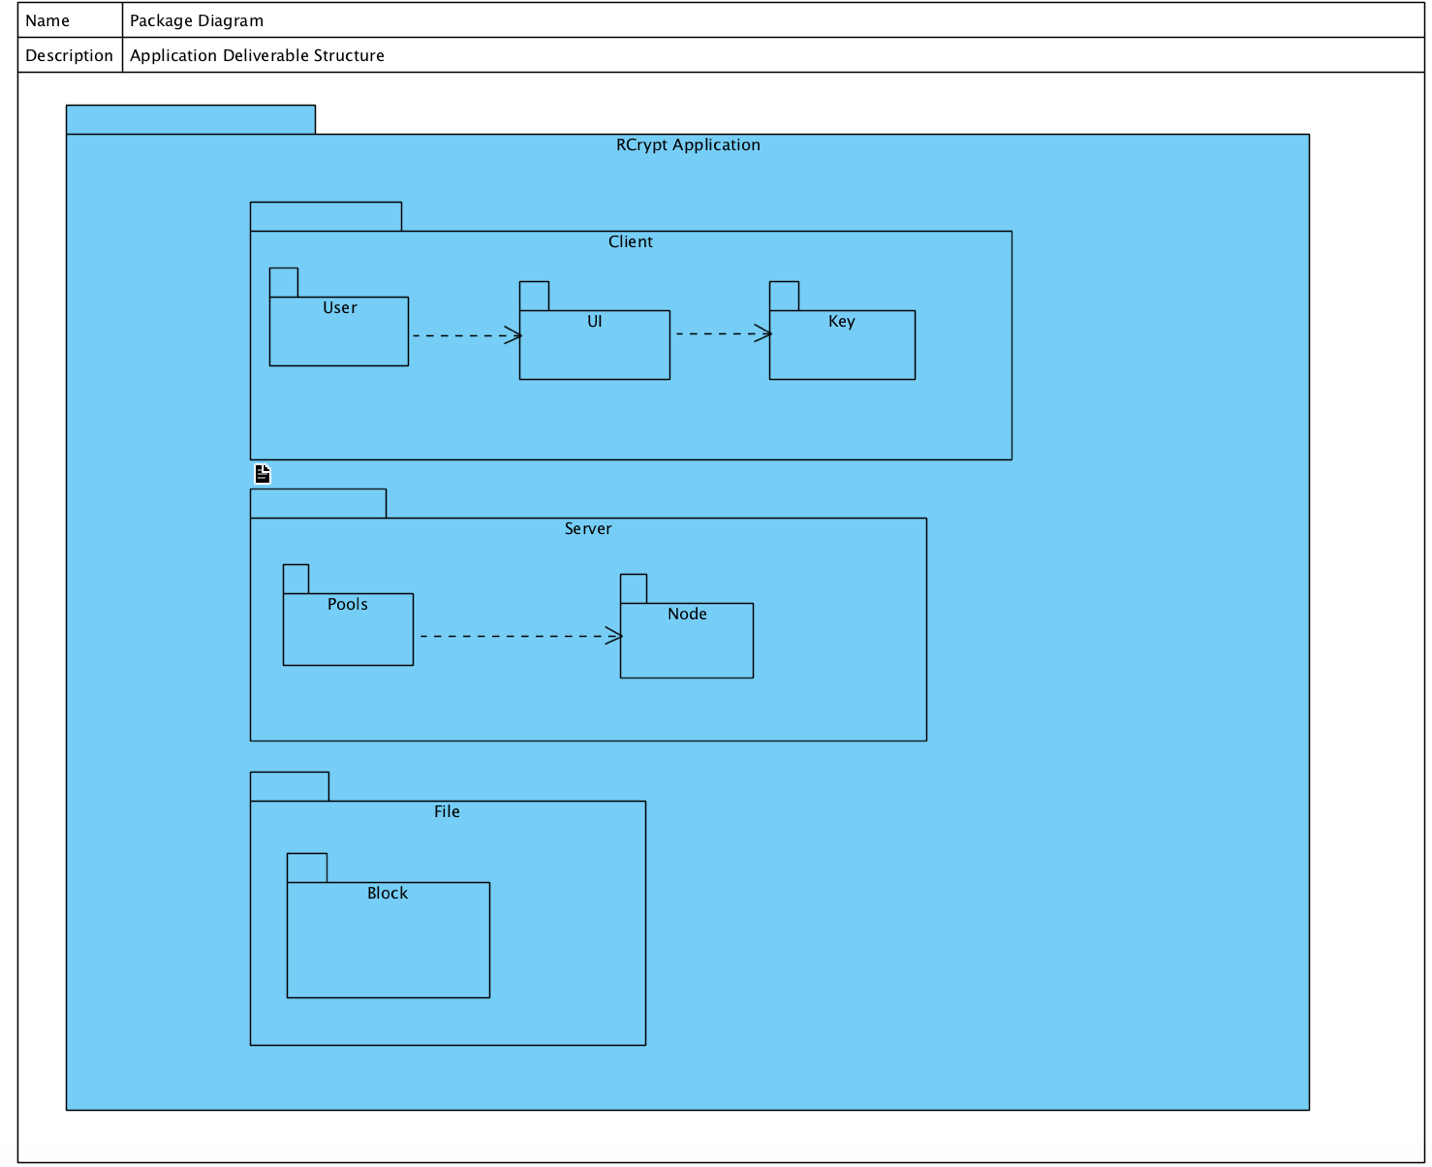 Name
Package Diagram
Description
Application Deliverable Structure
RCrypt Application
Client
User
UI
Key
Server
Pools
Node
File
Block